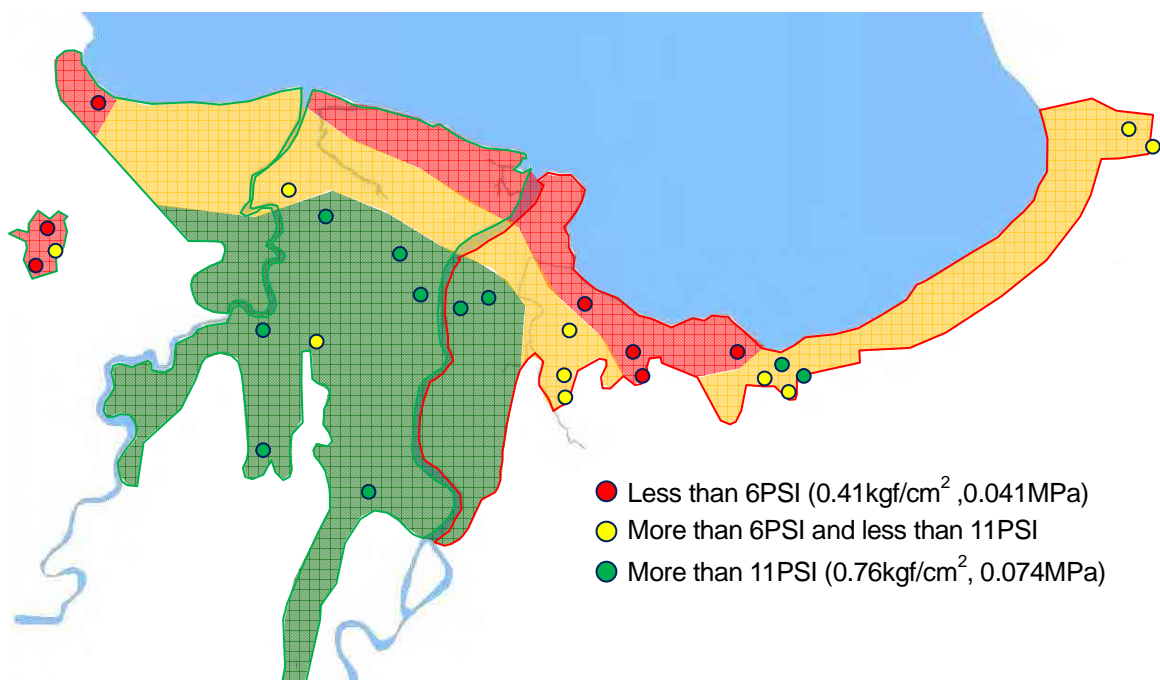 Less than 6PSI (0.41kgf/cm² ,0.041MPa)
More than 6PSI and less than 11PSI
More than 11PSI (0.76kgf/cm², 0.074MPa)